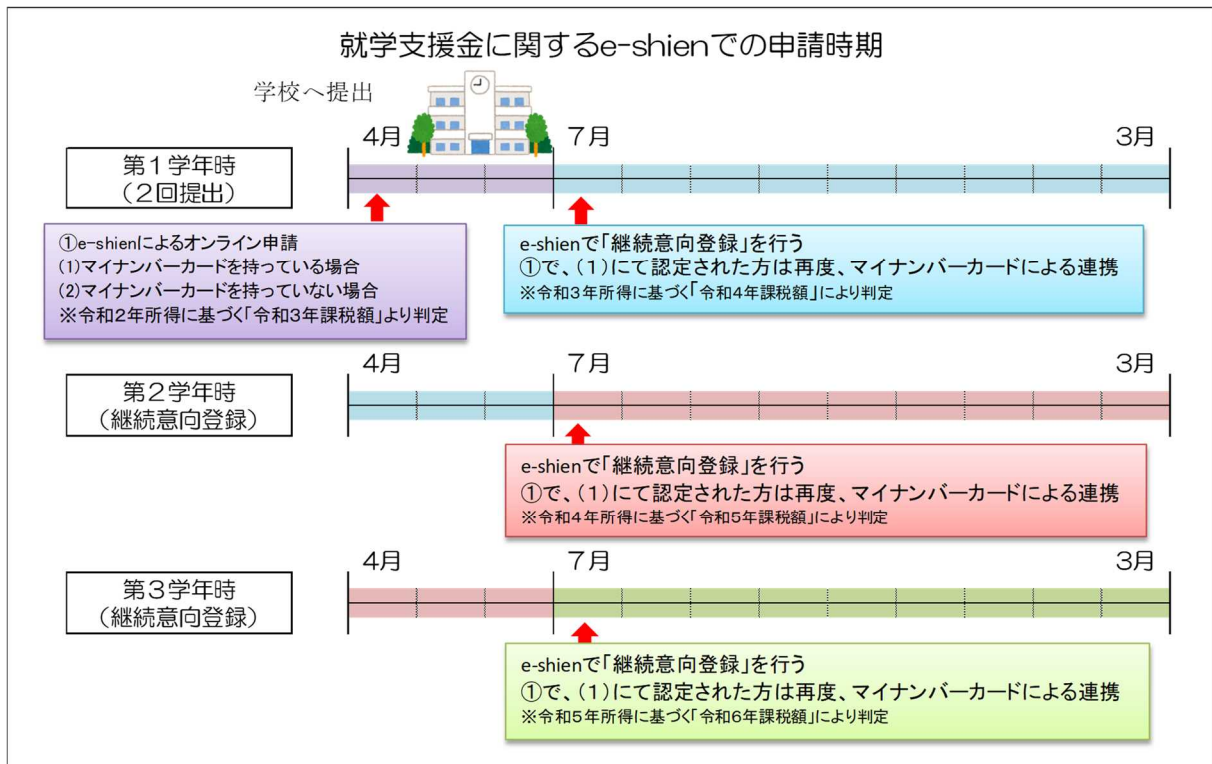 就学支援金に関するe-shienでの申請時期
学校へ提出
4月
7月
3月
第1学年時
(2回提出)
①e-shienによるオンライン申請
(1)マイナンバーカードを持っている場合
(2)マイナンバーカードを持っていない場合
※令和2年所得に基づく「令和3年課税額」より判定
e-shienで「継続意向登録」を行う
①で、(1)にて認定された方は再度、マイナンバーカードによる連携
※令和3年所得に基づく「令和4年課税額」により判定
4月
7月
3月
第2学年時
(継続意向登録)
e-shienで「継続意向登録」を行う
①で、(1)にて認定された方は再度、マイナンバーカードによる連携
※令和4年所得に基づく「令和5年課税額」により判定
4月
7月
3月
第3学年時
(継続意向登録)
e-shienで「継続意向登録」を行う
①で、(1)にて認定された方は再度、マイナンバーカードによる連携
※令和5年所得に基づく「令和6年課税額」により判定